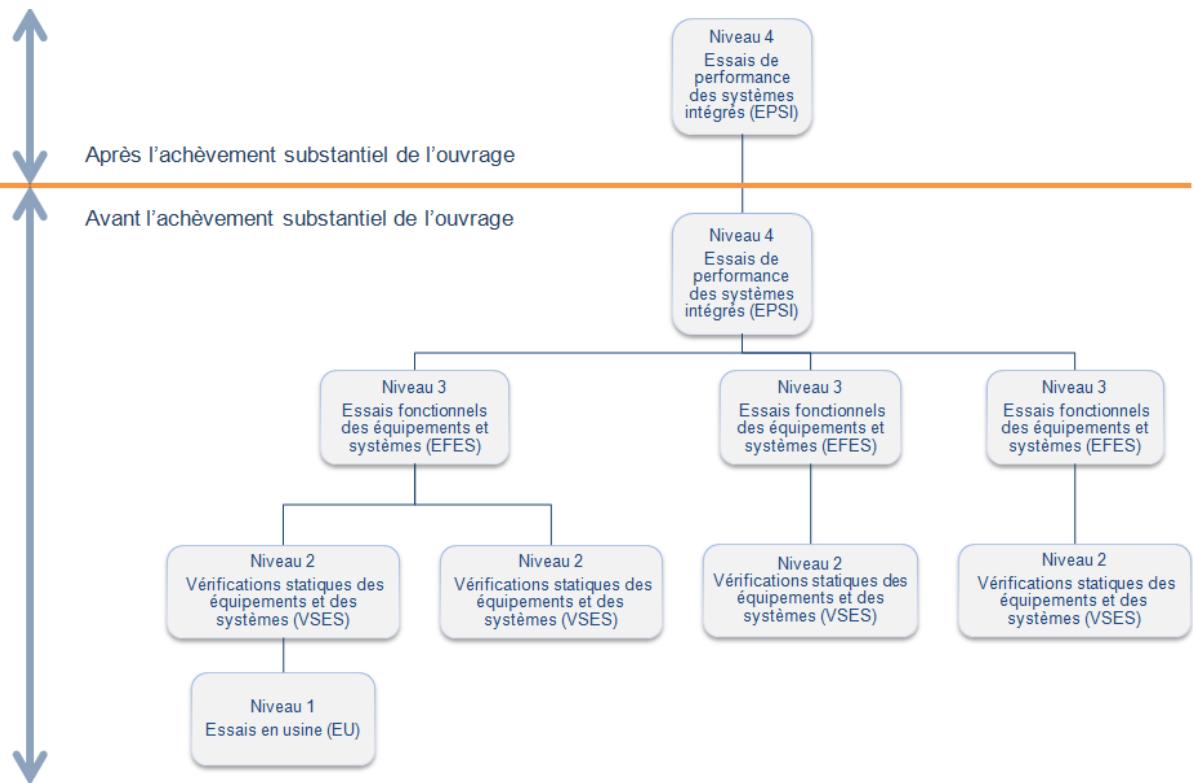 Niveau 4
Essais de
performance
des systèmes
intégrés (EPSI)
Après l'achèvement substantiel de l'ouvrage
Avant l'achèvement substantiel de l'ouvrage
Niveau 4
Essais de
performance
des systèmes
intégrés (EPSI)
Niveau 3
Essais fonctionnels
des équipements et
systèmes (EFES)
Niveau 3
Essais fonctionnels
des équipements et
systèmes (EFES)
Niveau 3
Essais fonctionnels
des équipements et
systèmes (EFES)
Niveau 2
Vérifications statiques des
équipements et des
systèmes (VSES)
Niveau 2
Vérifications statiques des
équipements et des
systèmes (VSES)
Niveau 2
Vérifications statiques des
équipements et des
systèmes (VSES)
Niveau 2
Vérifications statiques des
équipements et des
systèmes (VSES)
Niveau 1
Essais en usine (EU)